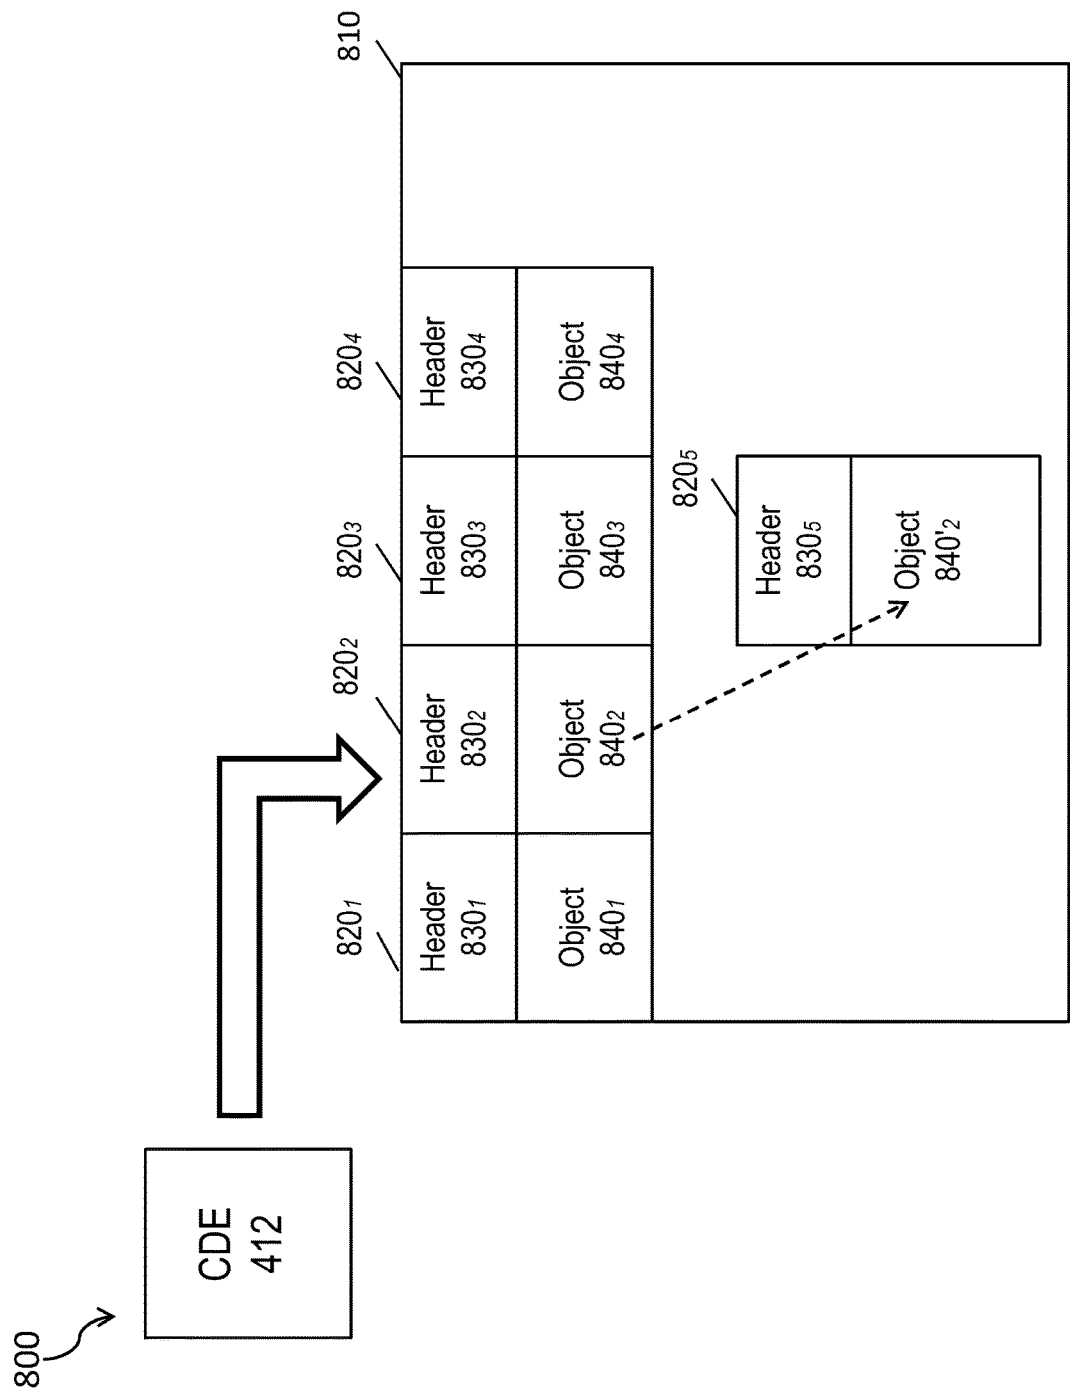 800
CDE
412
810
820₁
820₂
820₃
820₄
Header
830₁
Header
830₂
Header
830₃
Header
830₄
Object
840₁
Object
840₂
Object
840₃
Object
840₄
820₅
Header
830₅
Object
840'₂